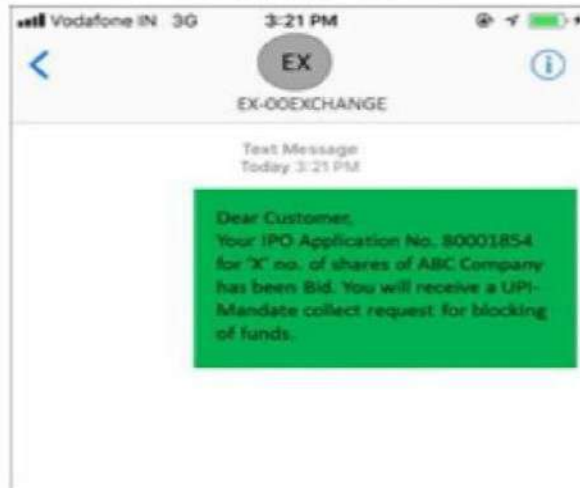 Vodafone IN 3G 3:21 PM
EX
EX-OOEXCHANGE
Text Message
Today 3:21 PM
Dear Customer,
Your IPO Application No. 80001854
for 'X' no. of shares of ABC Company
has been Bid. You will receive a UPI-
Mandate collect request for blocking
of funds.